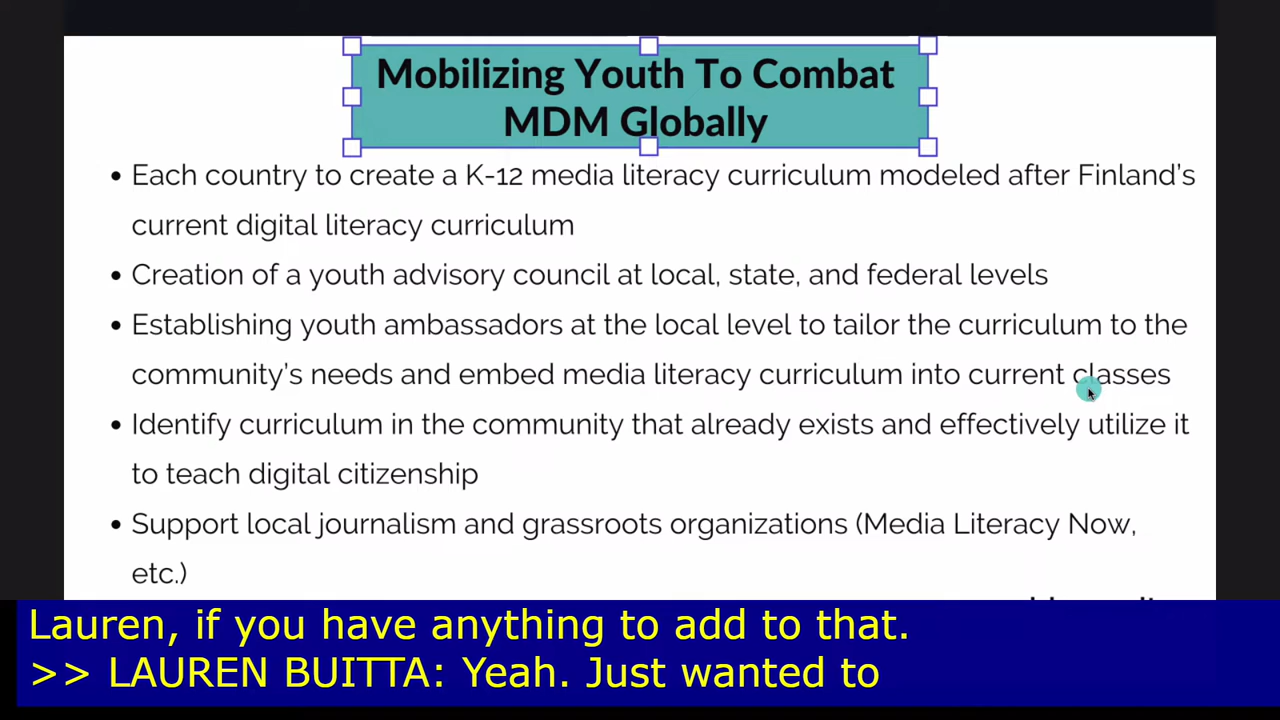 Mobilizing Youth To Combat
MDM Globally
• Each country to create a K-12 media literacy curriculum modeled after Finland's
current digital literacy curriculum
• Creation of a youth advisory council at local, state, and federal levels
• Establishing youth ambassadors at the local level to tailor the curriculum to the
community's needs and embed media literacy curriculum into current classes
• Identify curriculum in the community that already exists and effectively utilize it
to teach digital citizenship
• Support local journalism and grassroots organizations (Media Literacy Now,
etc.)
Lauren, if you have anything to add to that.
>> LAUREN BUITTA: Yeah. Just wanted to